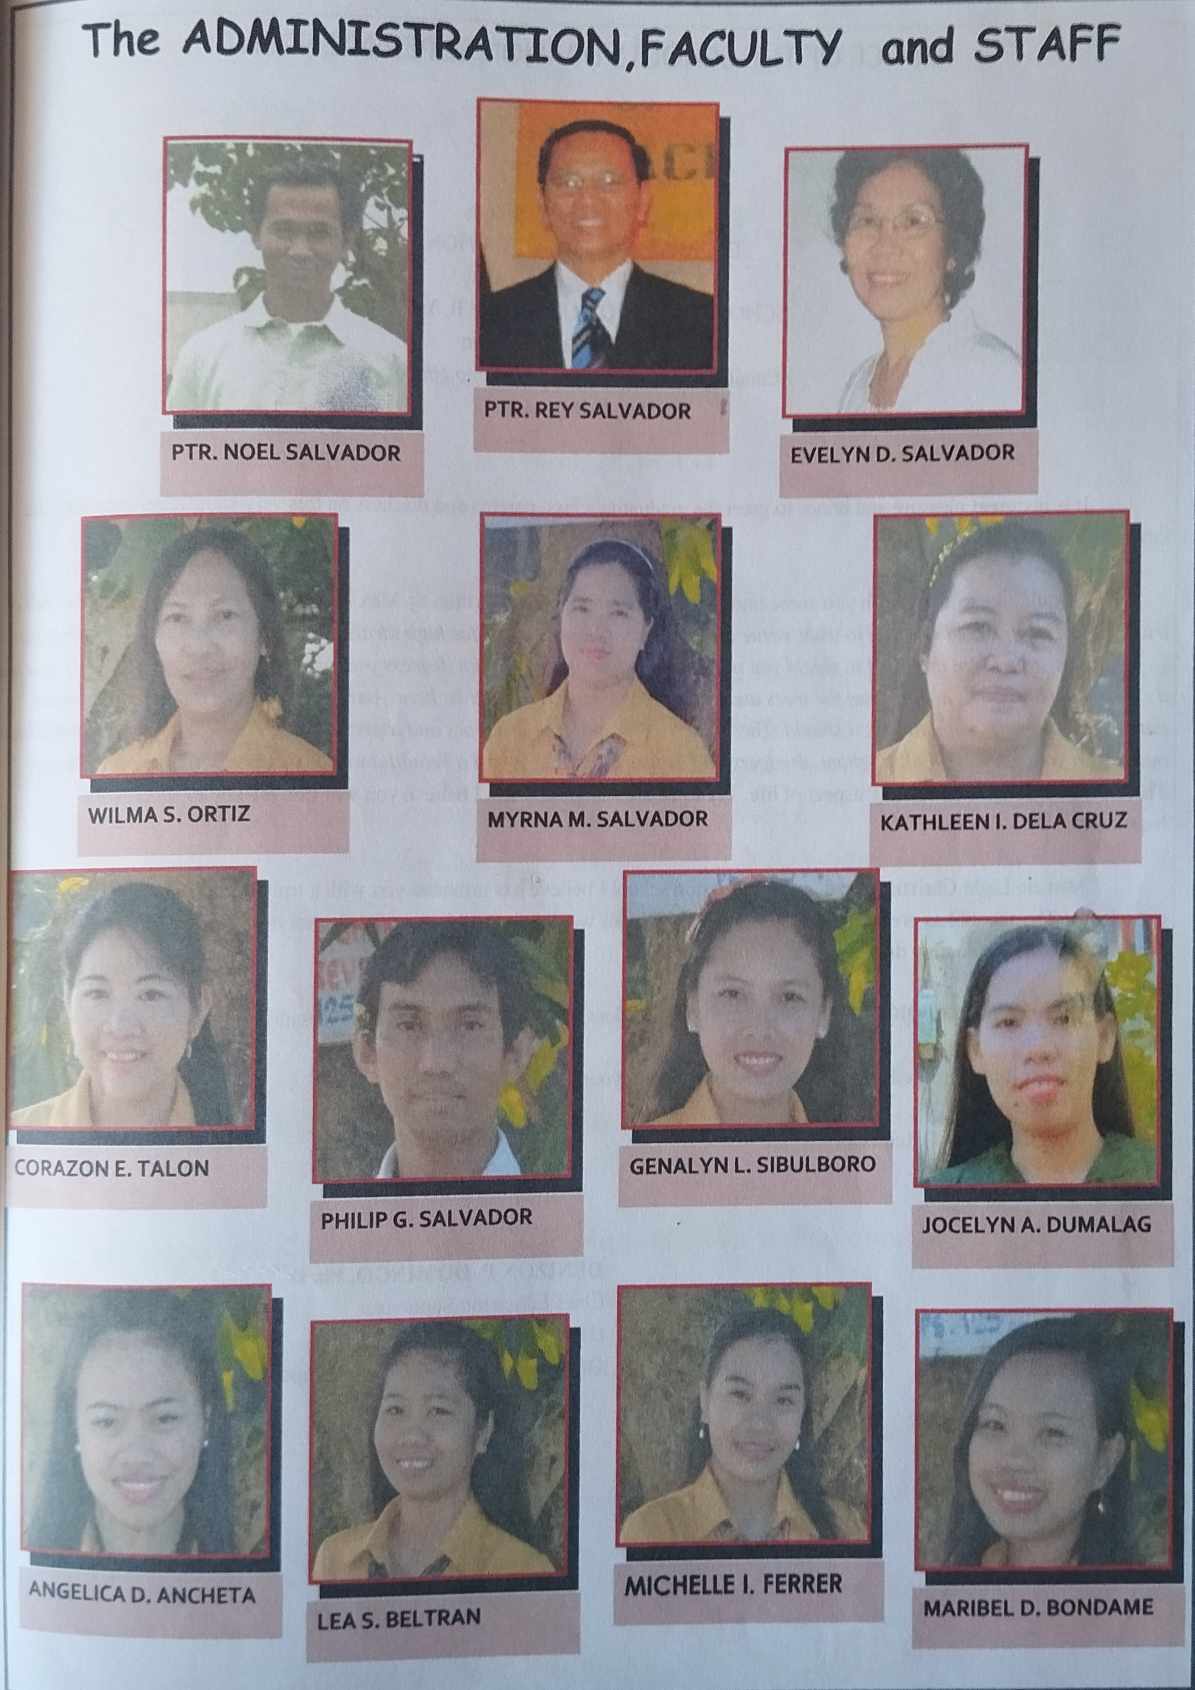 The ADMINISTRATION, FACULTY and STAFF
ACI
PTR. NOEL SALVADOR
PTR. REY SALVADOR
EVELYN D. SALVADOR
WILMA S. ORTIZ
MYRNA M. SALVADOR
KATHLEEN I. DELA CRUZ
CORAZON E. TALON
PHILIP G. SALVADOR
GENALYN L. SIBULBORO
JOCELYN A. DUMALAG
ANGELICA D. ANCHETA
LEA S. BELTRAN
MICHELLE I. FERRER
MARIBEL D. BONDAME